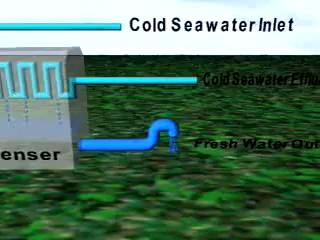 Cold Seawater Inlet
Cold Seawater Efflu
Fresh Water Out
enser